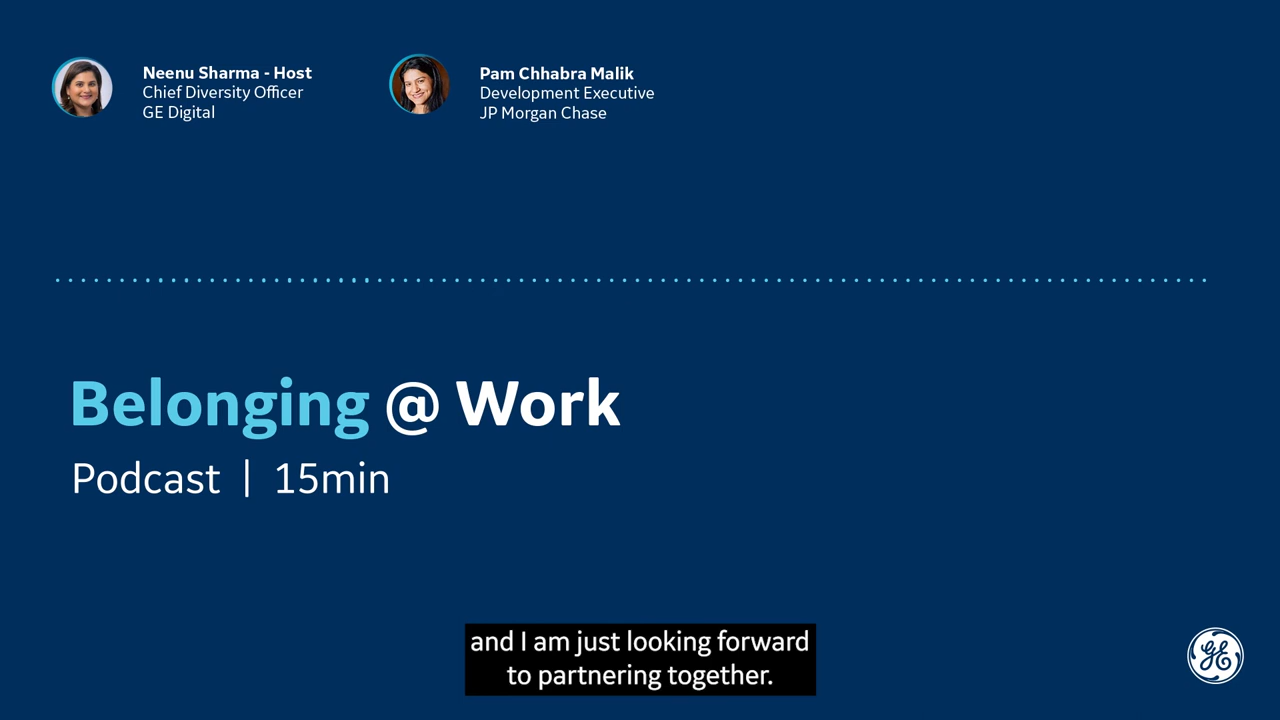 Neenu Sharma - Host
Chief Diversity Officer
GE Digital
Pam Chhabra Malik
Development Executive
JP Morgan Chase
Belonging @ Work
Podcast | 15min
and I am just looking forward
to partnering together.
GE